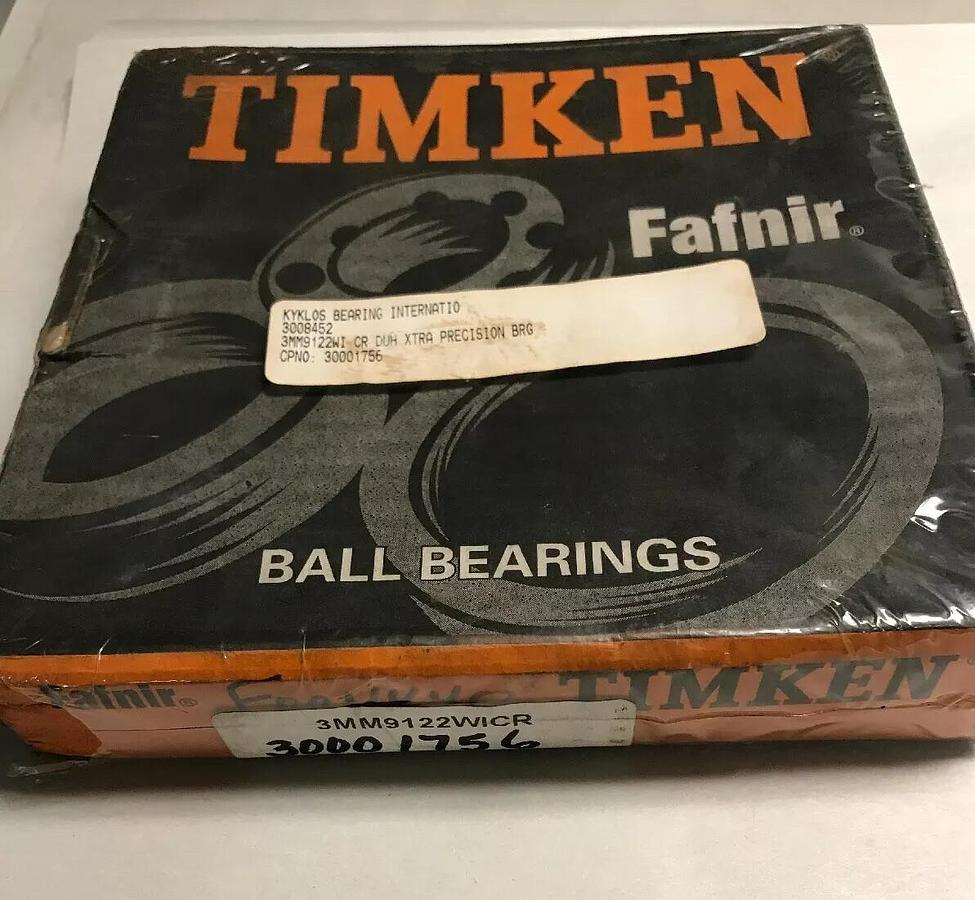 TIMKEN
Fafnir®
KYKLOS BEARING INTERNATIO
3008452
3MM9122WI CR DUH XTRA PRECISION BRG
CPNO: 30001756
BALL BEARINGS
Fafnir® TIMKEN
3MM9122WICR
30001756